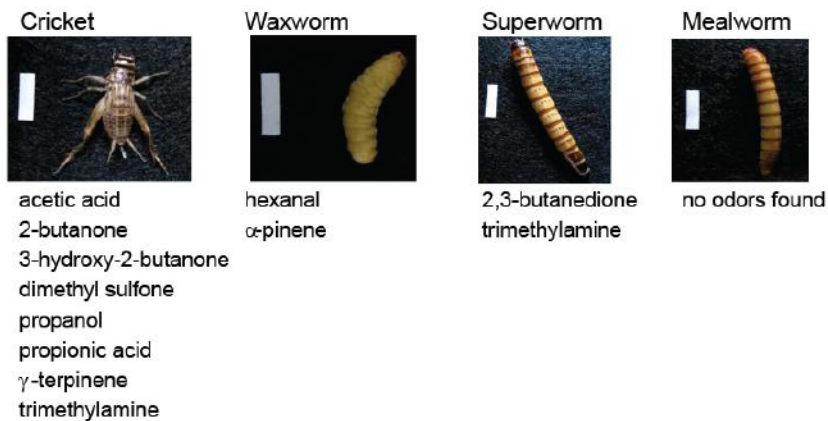 Cricket
acetic acid
2-butanone
3-hydroxy-2-butanone
dimethyl sulfone
propanol
propionic acid
γ-terpinene
trimethylamine
Waxworm
hexanal
α-pinene
Superworm
2,3-butanedione
trimethylamine
Mealworm
no odors found